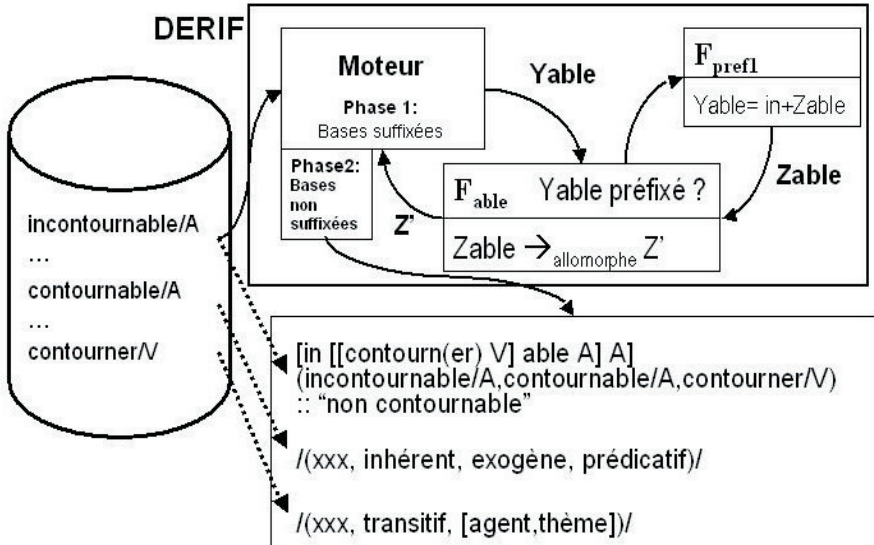 DERIF
Moteur
Phase 1:
Bases suffixées
Phase2:
Bases
non
suffixées
Yable
F pref1
Yable= in+Zable
Zable
F able Yable préfixé ?
Zable → allomorphe Z'
Z'
incontournable/A
...
contournable/A
...
contourner/V
[in [[contourn(er) V] able A] A]
(incontournable/A,contournable/A,contourner/V)
:: “non contournable”
/(xxx, inhérent, exogène, prédicatif)/
/(xxx, transitif, [agent,thème])/